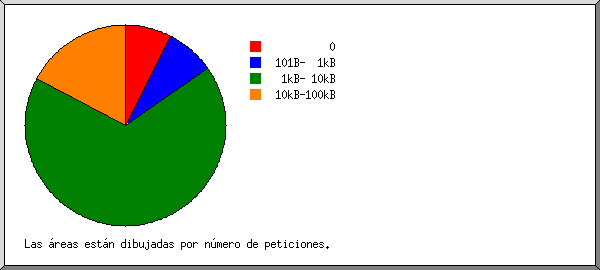 0
101B-  1kB
1kB- 10kB
10kB-100kB
Las áreas están dibujadas por número de peticiones.